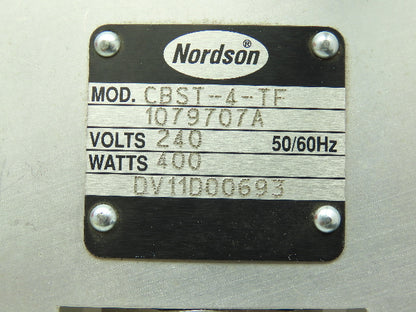 Nordson
MOD. CBST-4-TF
1079707A
VOLTS 240 50/60Hz
WATTS 400
DV11D00693